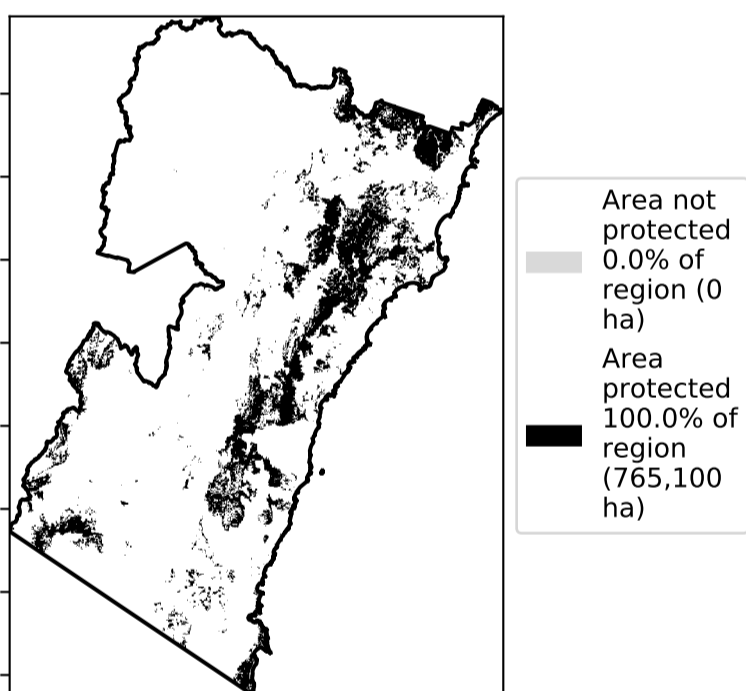 Area not
protected
0.0% of
region (0
ha)
Area
protected
100.0% of
region
(765,100
ha)